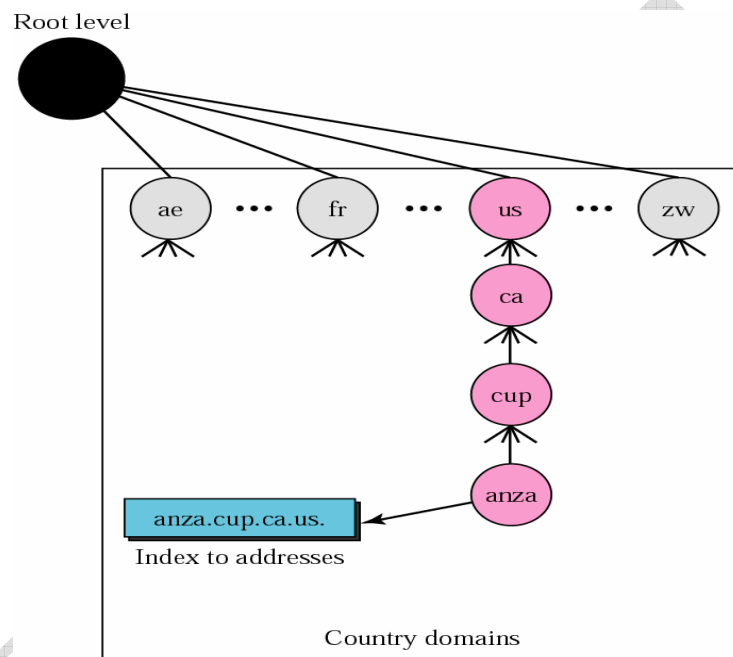 Root level
ae ••• fr ••• us ••• zw
ca
cup
anza
anza.cup.ca.us.
Index to addresses
Country domains